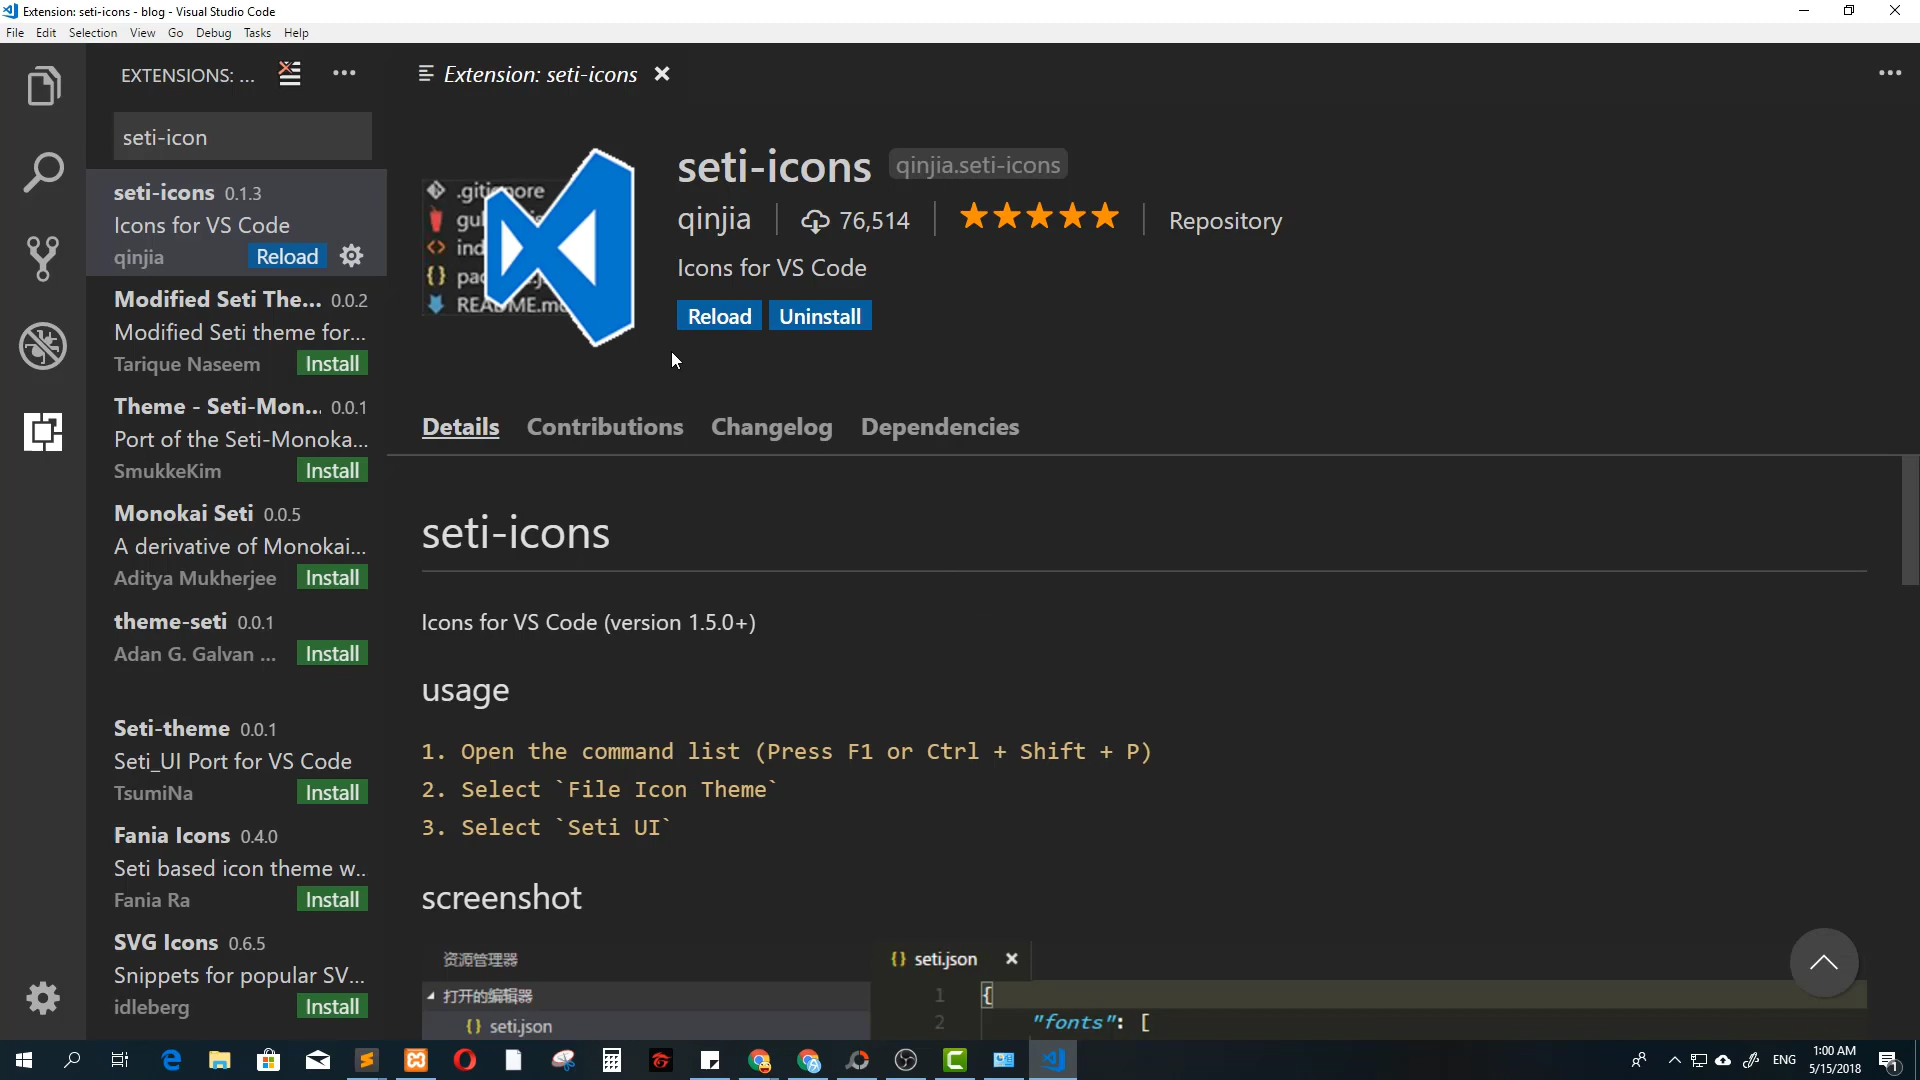 Extension: seti-icons - blog - Visual Studio Code
File Edit Selection View Go Debug Tasks Help
EXTENSIONS: ...
Extension: seti-icons
seti-icon
seti-icons 0.1.3
Icons for VS Code
qinjia Reload
Modified Seti The... 0.0.2
Modified Seti theme for...
Tarique Naseem Install
Theme - Seti-Mon... 0.0.1
Port of the Seti-Monoka...
SmukkeKim Install
Monokai Seti 0.0.5
A derivative of Monokai...
Aditya Mukherjee Install
theme-seti 0.0.1
Adan G. Galvan ... Install
Seti-theme 0.0.1
Seti_UI Port for VS Code
TsumiNa Install
Fania Icons 0.4.0
Seti based icon theme w...
Fania Ra Install
SVG Icons 0.6.5
Snippets for popular SV...
idleberg Install
.gitignore
README.md
seti-icons qinjia.seti-icons
qinjia 76,514 Repository
Icons for VS Code
Reload Uninstall
Details Contributions Changelog Dependencies
seti-icons
Icons for VS Code (version 1.5.0+)
usage
1. Open the command list (Press F1 or Ctrl + Shift + P)
2. Select `File Icon Theme`
3. Select `Seti UI`
screenshot
资源管理器
打开的编辑器
{} seti.json
{} seti.json
1 {
2 "fonts": [
ENG
1:00 AM
5/15/2018
1